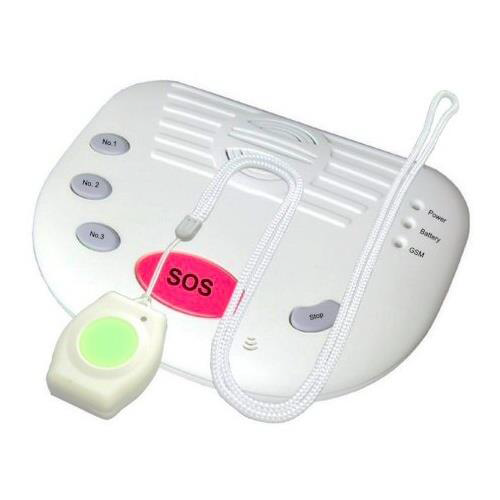 No.1
No. 2
No.3
SOS
Stop
Power
Battery
GSM